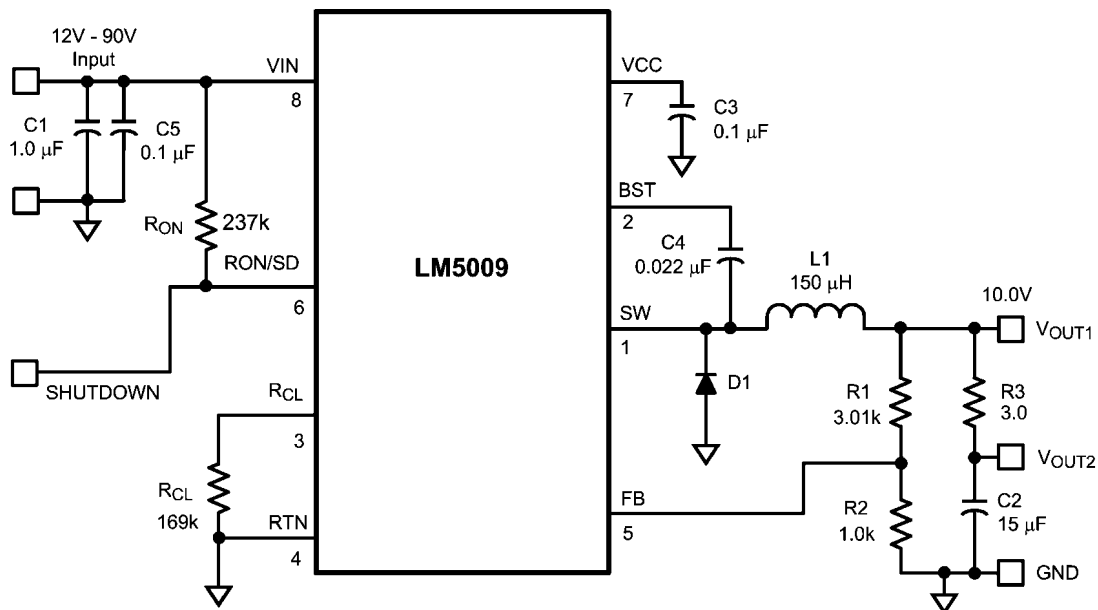 12V - 90V
Input
VIN
8
C1
1.0 μF
C5
0.1 μF
RON
237k
RON/SD
6
SHUTDOWN
RCL
3
RCL
169k
RTN
4
LM5009
VCC
7
C3
0.1 μF
BST
2
C4
0.022 μF
L1
150 μH
SW
1
D1
10.0V
VOUT1
R1
3.01k
R3
3.0
VOUT2
FB
5
R2
1.0k
C2
15 μF
GND